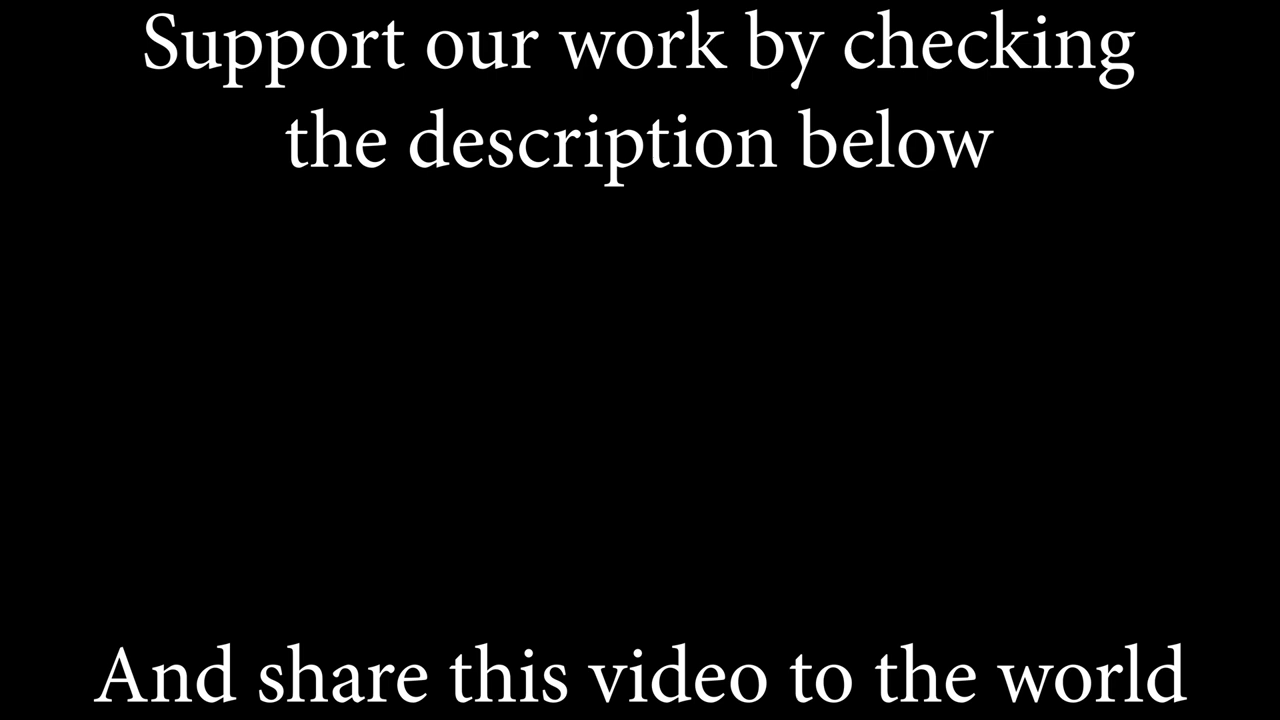 Support our work by checking
the description below
And share this video to the world